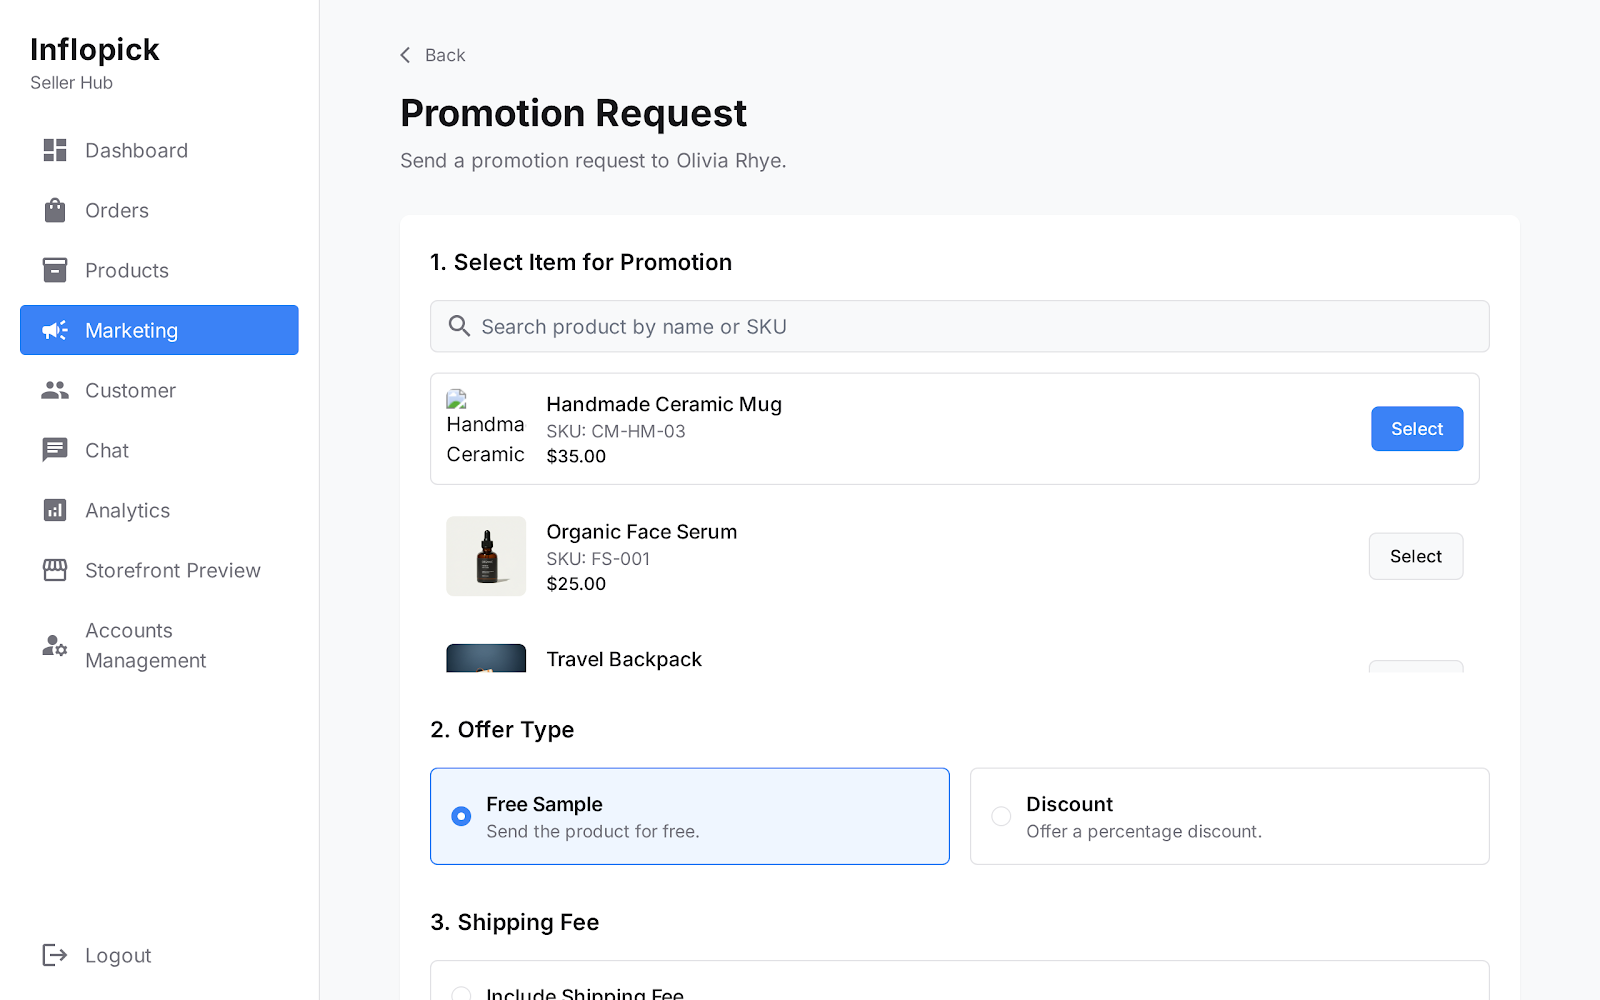 Inflopick
Seller Hub
Dashboard
Orders
Products
Marketing
Customer
Chat
Analytics
Storefront Preview
Accounts
Management
Logout
Back
Promotion Request
Send a promotion request to Olivia Rhye.
1. Select Item for Promotion
Search product by name or SKU
Handma
Ceramic
Handmade Ceramic Mug
SKU: CM-HM-03
$35.00
Select
Organic Face Serum
SKU: FS-001
$25.00
Select
Travel Backpack
2. Offer Type
Free Sample
Send the product for free.
Discount
Offer a percentage discount.
3. Shipping Fee
Include Shipping Fee